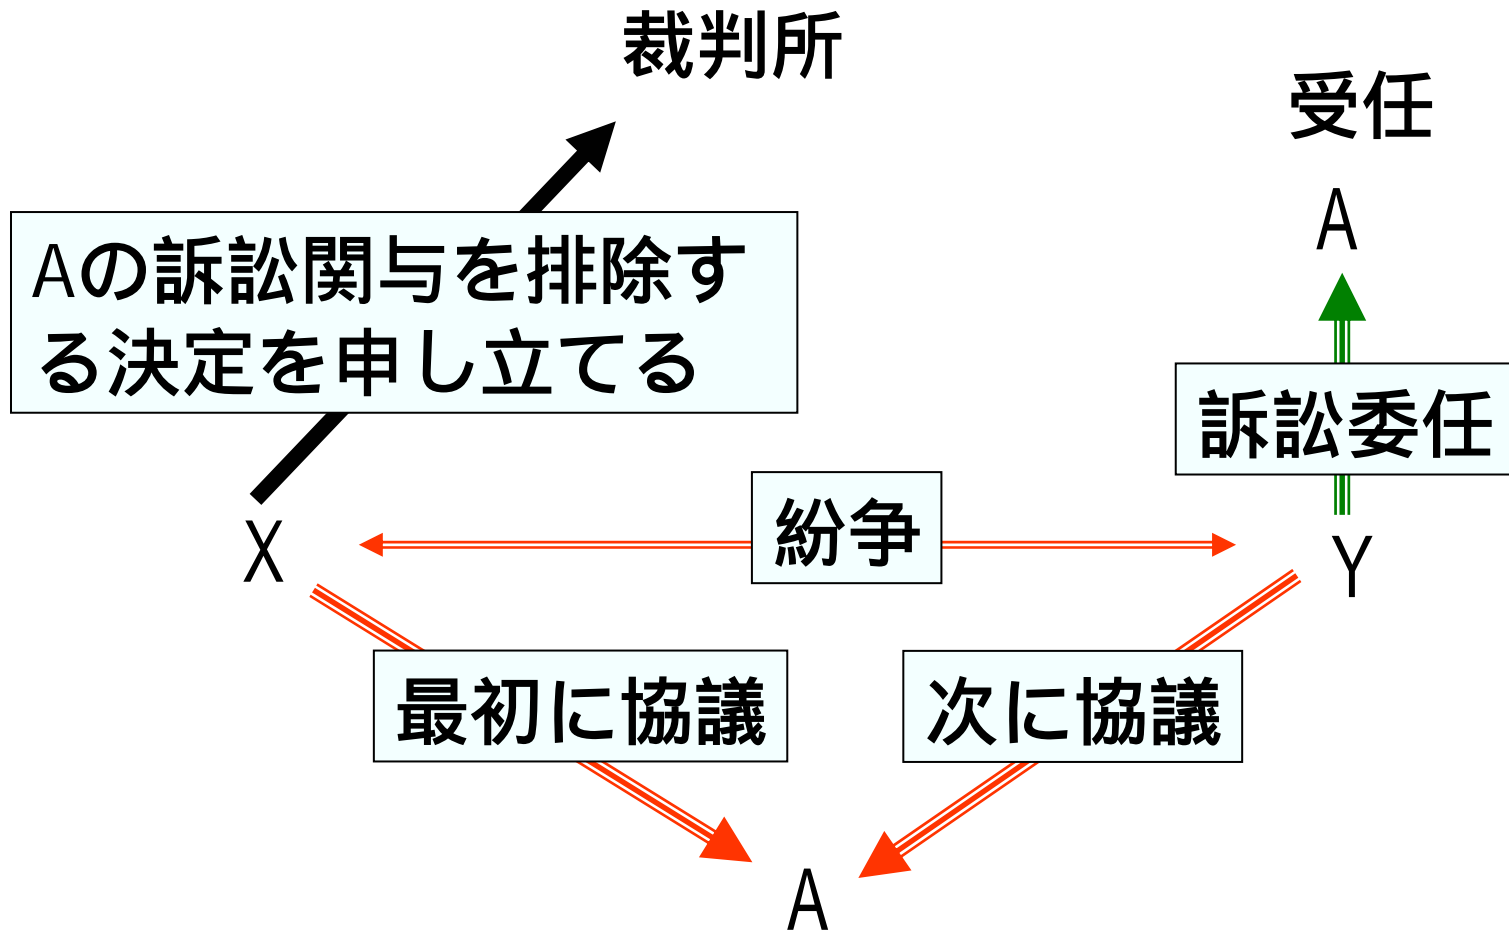 裁判所
受任
A
Aの訴訟関与を排除す
る決定を申し立てる
訴訟委任
紛争
X
Y
最初に協議
次に協議
A